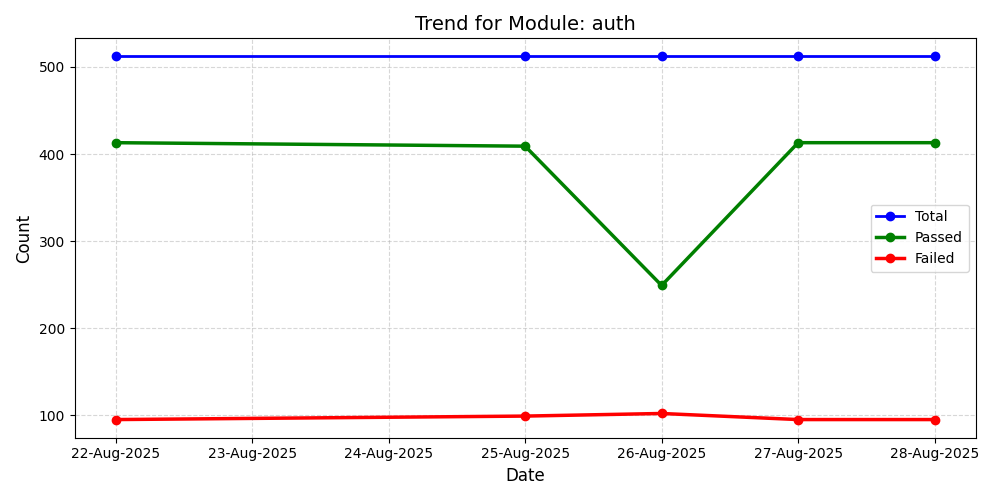 Trend for Module: auth
500
400
300
200
100
Count
Total
Passed
Failed
22-Aug-2025 23-Aug-2025 24-Aug-2025 25-Aug-2025 26-Aug-2025 27-Aug-2025 28-Aug-2025
Date